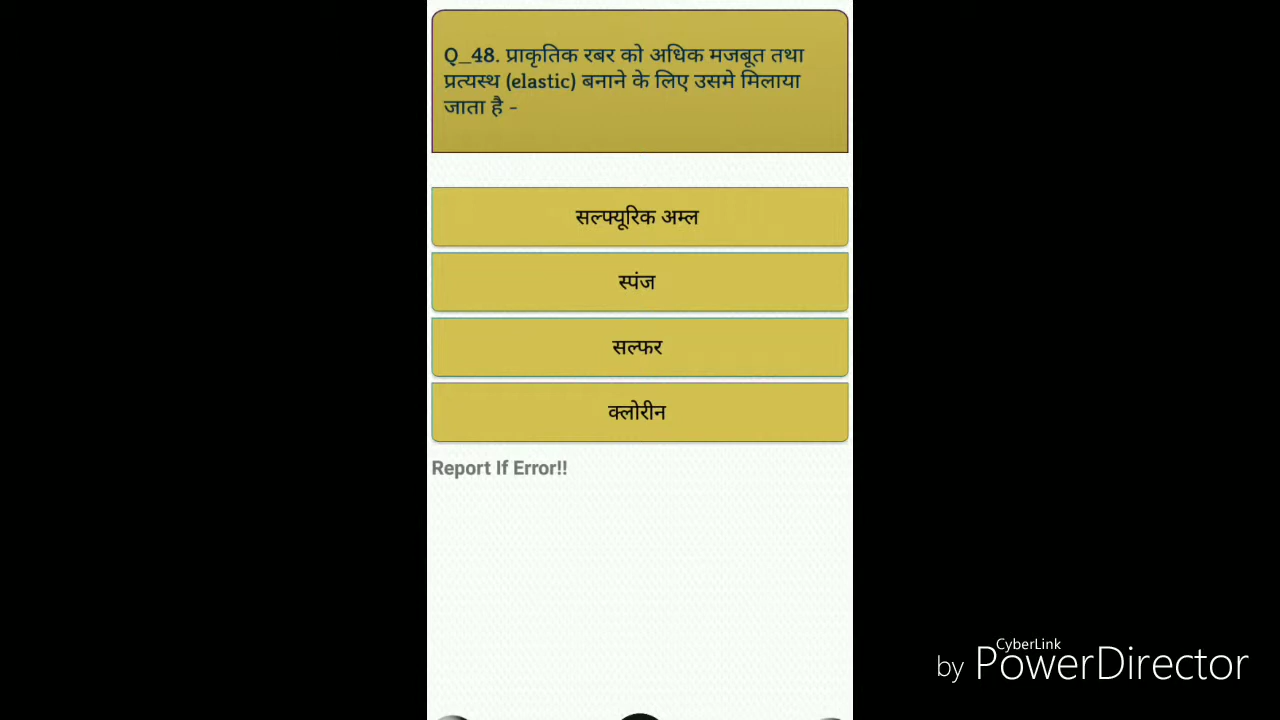 Q_48. प्राकृतिक रबर को अधिक मजबूत तथा
प्रत्यस्थ (elastic) बनाने के लिए उसमे मिलाया
जाता है -
सल्फ्यूरिक अम्ल
स्पंज
सल्फर
क्लोरीन
Report If Error!!
CyberLink
by PowerDirector